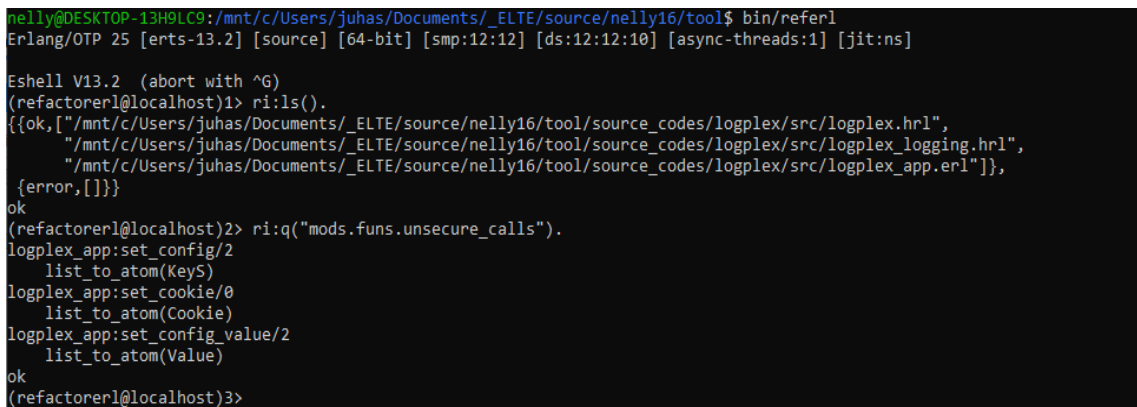 nelly@DESKTOP-13H9LC9:/mnt/c/Users/juhas/Documents/_ELTE/source/nelly16/tool$ bin/referl
Erlang/OTP 25 [erts-13.2] [source] [64-bit] [smp:12:12] [ds:12:12:10] [async-threads:1] [jit:ns]

Eshell V13.2  (abort with ^G)
(refactorerl@localhost)1> ri:ls().
{{ok,["/mnt/c/Users/juhas/Documents/_ELTE/source/nelly16/tool/source_codes/logplex/src/logplex.hrl",
      "/mnt/c/Users/juhas/Documents/_ELTE/source/nelly16/tool/source_codes/logplex/src/logplex_logging.hrl",
      "/mnt/c/Users/juhas/Documents/_ELTE/source/nelly16/tool/source_codes/logplex/src/logplex_app.erl"]},
 {error,[]}}
ok
(refactorerl@localhost)2> ri:q("mods.funs.unsecure_calls").
logplex_app:set_config/2
    list_to_atom(KeyS)
logplex_app:set_cookie/0
    list_to_atom(Cookie)
logplex_app:set_config_value/2
    list_to_atom(Value)
ok
(refactorerl@localhost)3>